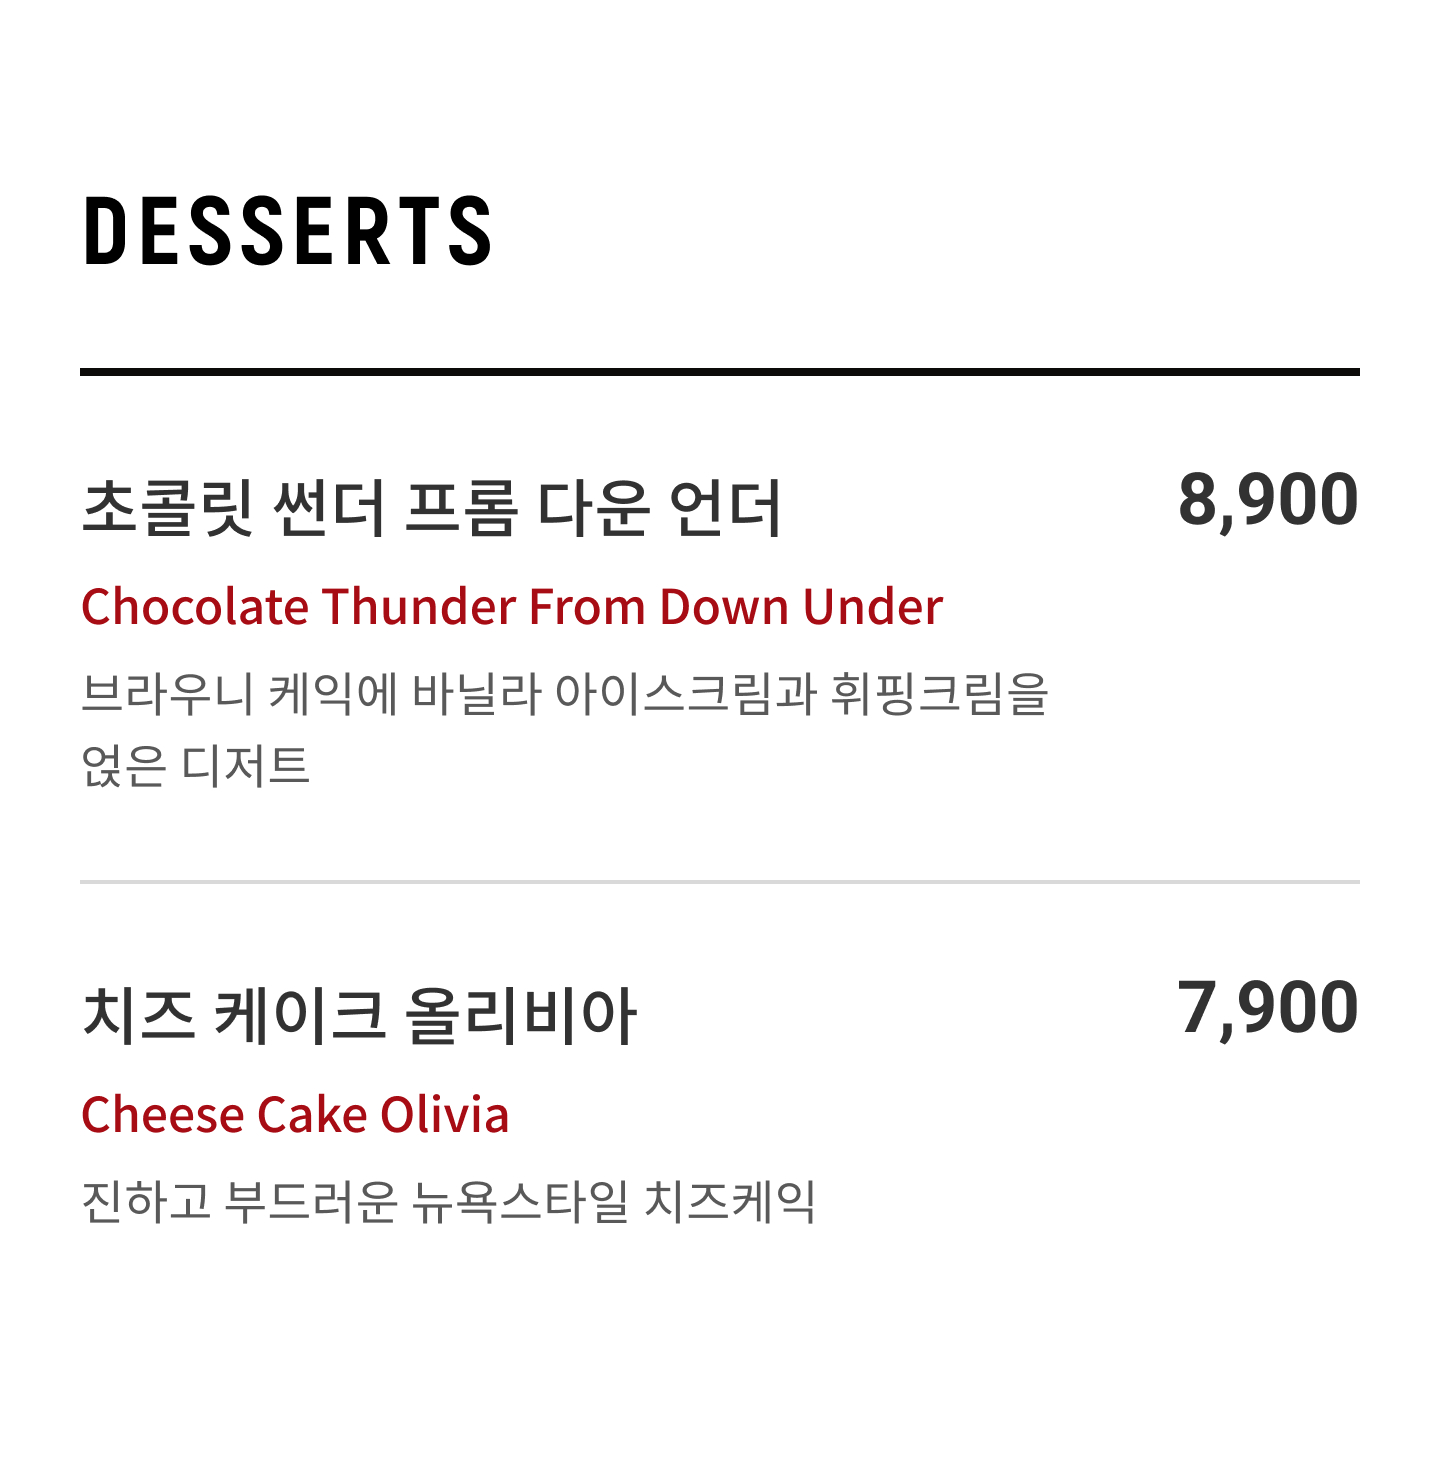 DESSERTS
초콜릿 썬더 프롬 다운 언더 8,900
Chocolate Thunder From Down Under
브라우니 케익에 바닐라 아이스크림과 휘핑크림을
얹은 디저트
치즈 케이크 올리비아 7,900
Cheese Cake Olivia
진하고 부드러운 뉴욕스타일 치즈케익